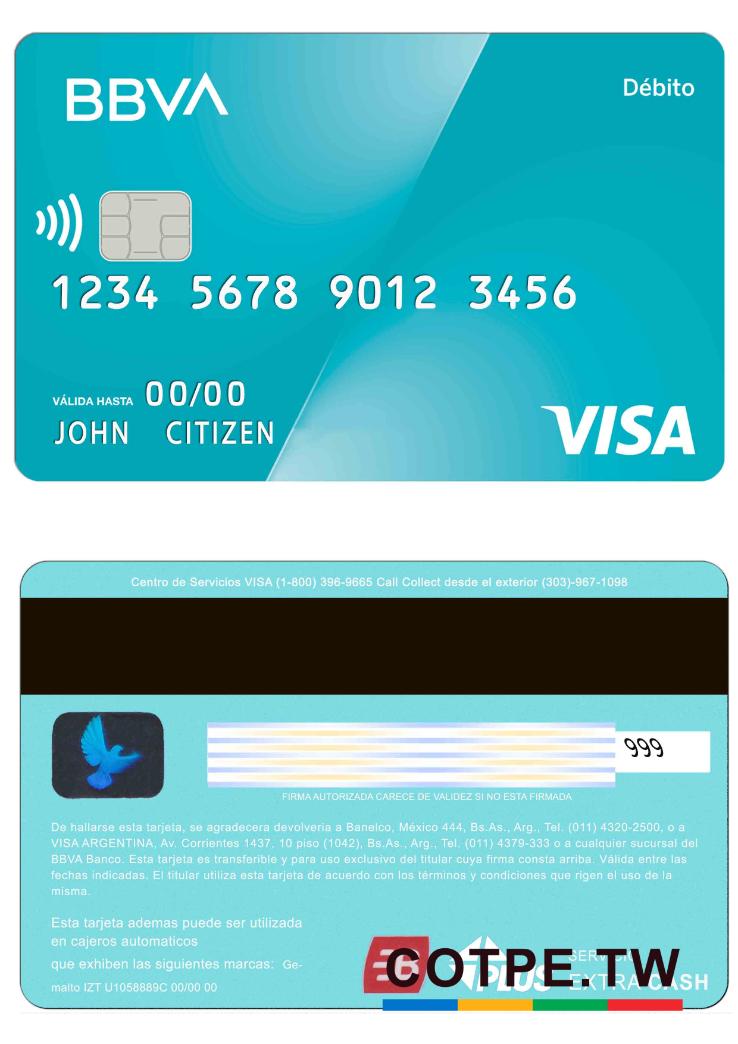 BBVA
Débito
1234 5678 9012 3456
VÁLIDA HASTA 00/00
JOHN CITIZEN
VISA
Centro de Servicios VISA (1-800) 396-9665 Call Collect desde el exterior (303)-967-1098
999
FIRMA AUTORIZADA CARECE DE VALIDEZ SI NO ESTA FIRMADA
De hallarse esta tarjeta, se agradecera devolveria a Banelco, México 444, Bs.As., Arg., Tel. (011) 4320-2500, o a
VISA ARGENTINA, Av. Corrientes 1437, 10 piso (1042), Bs.As., Arg., Tel. (011) 4379-333 o a cualquier sucursal del
BBVA Banco. Esta tarjeta es transferible y para uso exclusivo del titular cuya firma consta arriba. Válida entre las
fechas indicadas. El titular utiliza esta tarjeta de acuerdo con los términos y condiciones que rigen el uso de la
misma.
Esta tarjeta ademas puede ser utilizada
en cajeros automaticos
que exhiben las siguientes marcas: Ge-
malto IZT U1058889C 00/00 00
PLUS
EXTRA CASH
COTPE.TW